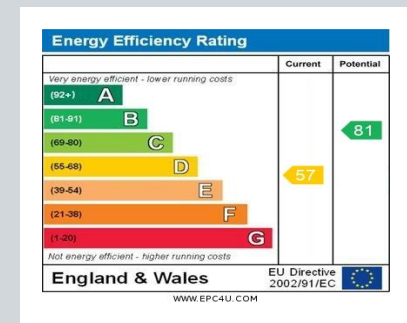 Energy Efficiency Rating
Current Potential
Very energy efficient - lower running costs
(92+) A
(81-91) B
81
(69-80) C
(55-68) D
57
(39-54) E
(21-38) F
(1-20) G
Not energy efficient - higher running costs
England & Wales
EU Directive
2002/91/EC
WWW.EPC4U.COM